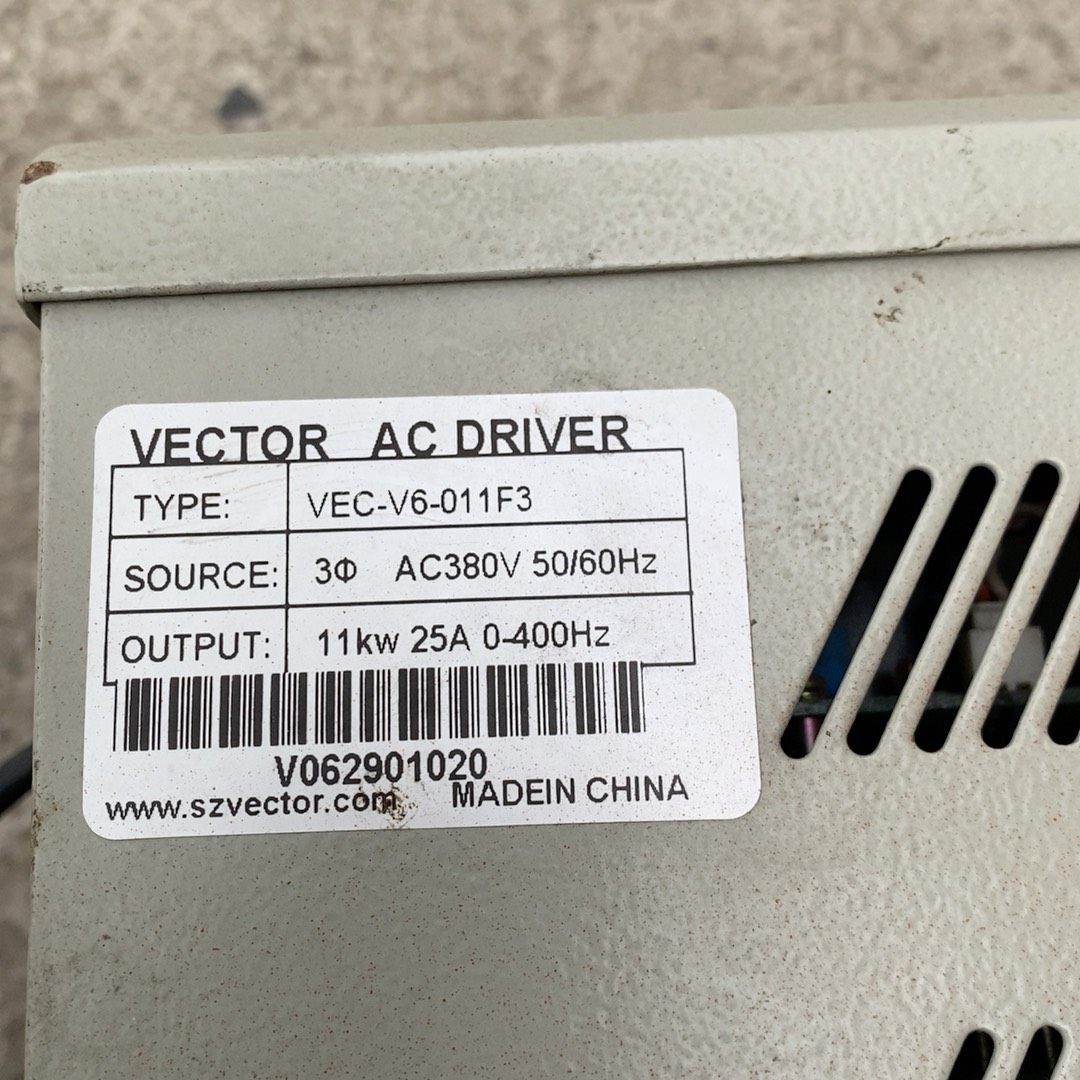 VECTOR AC DRIVER
TYPE: VEC-V6-011F3
SOURCE: 3Φ AC380V 50/60Hz
OUTPUT: 11kw 25A 0-400Hz
V062901020
www.szvector.com MADEIN CHINA